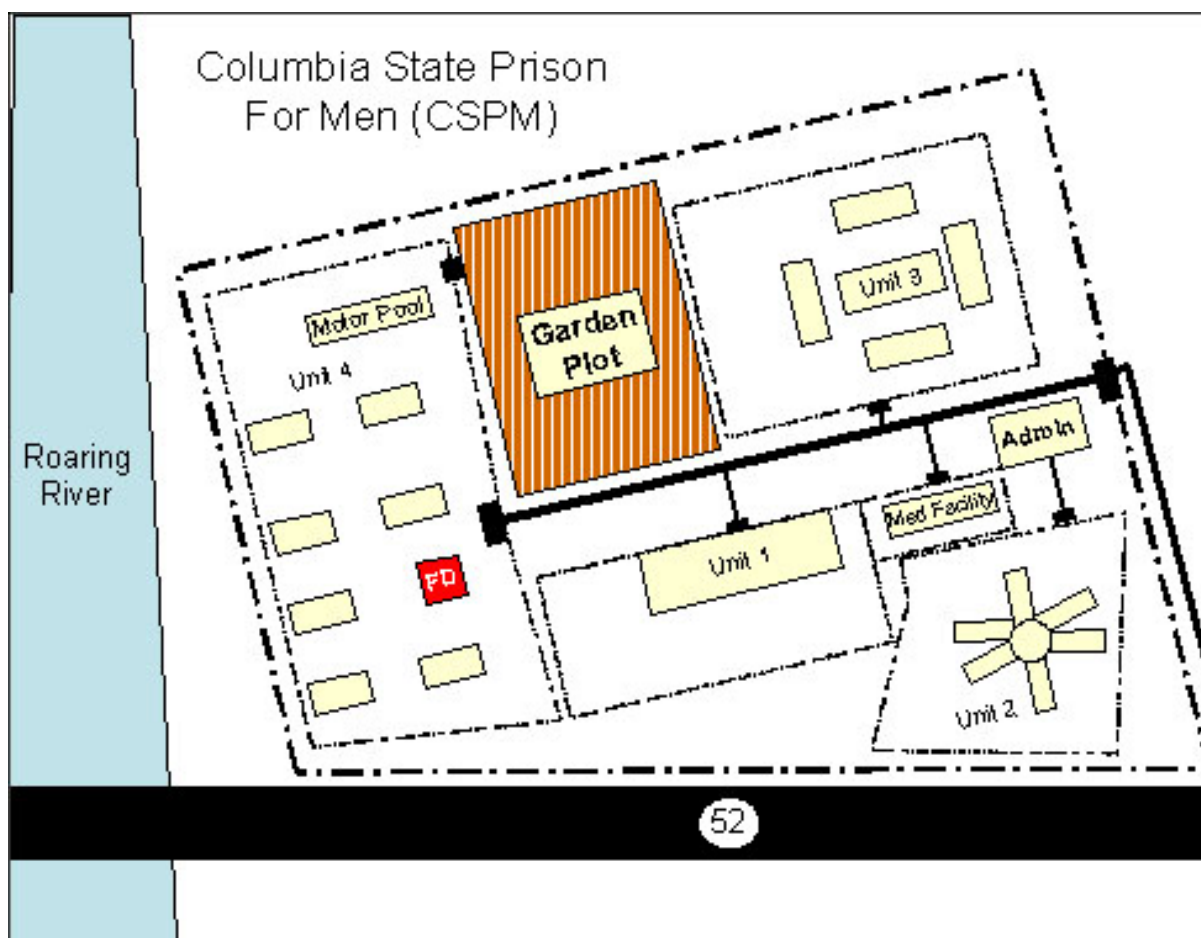 Columbia State Prison
For Men (CSPM)
Unit 3
Motor Pool
Garden
Plot
Unit 4
Admin
Roaring
River
Med Facility
Unit 1
FD
Unit 2
52